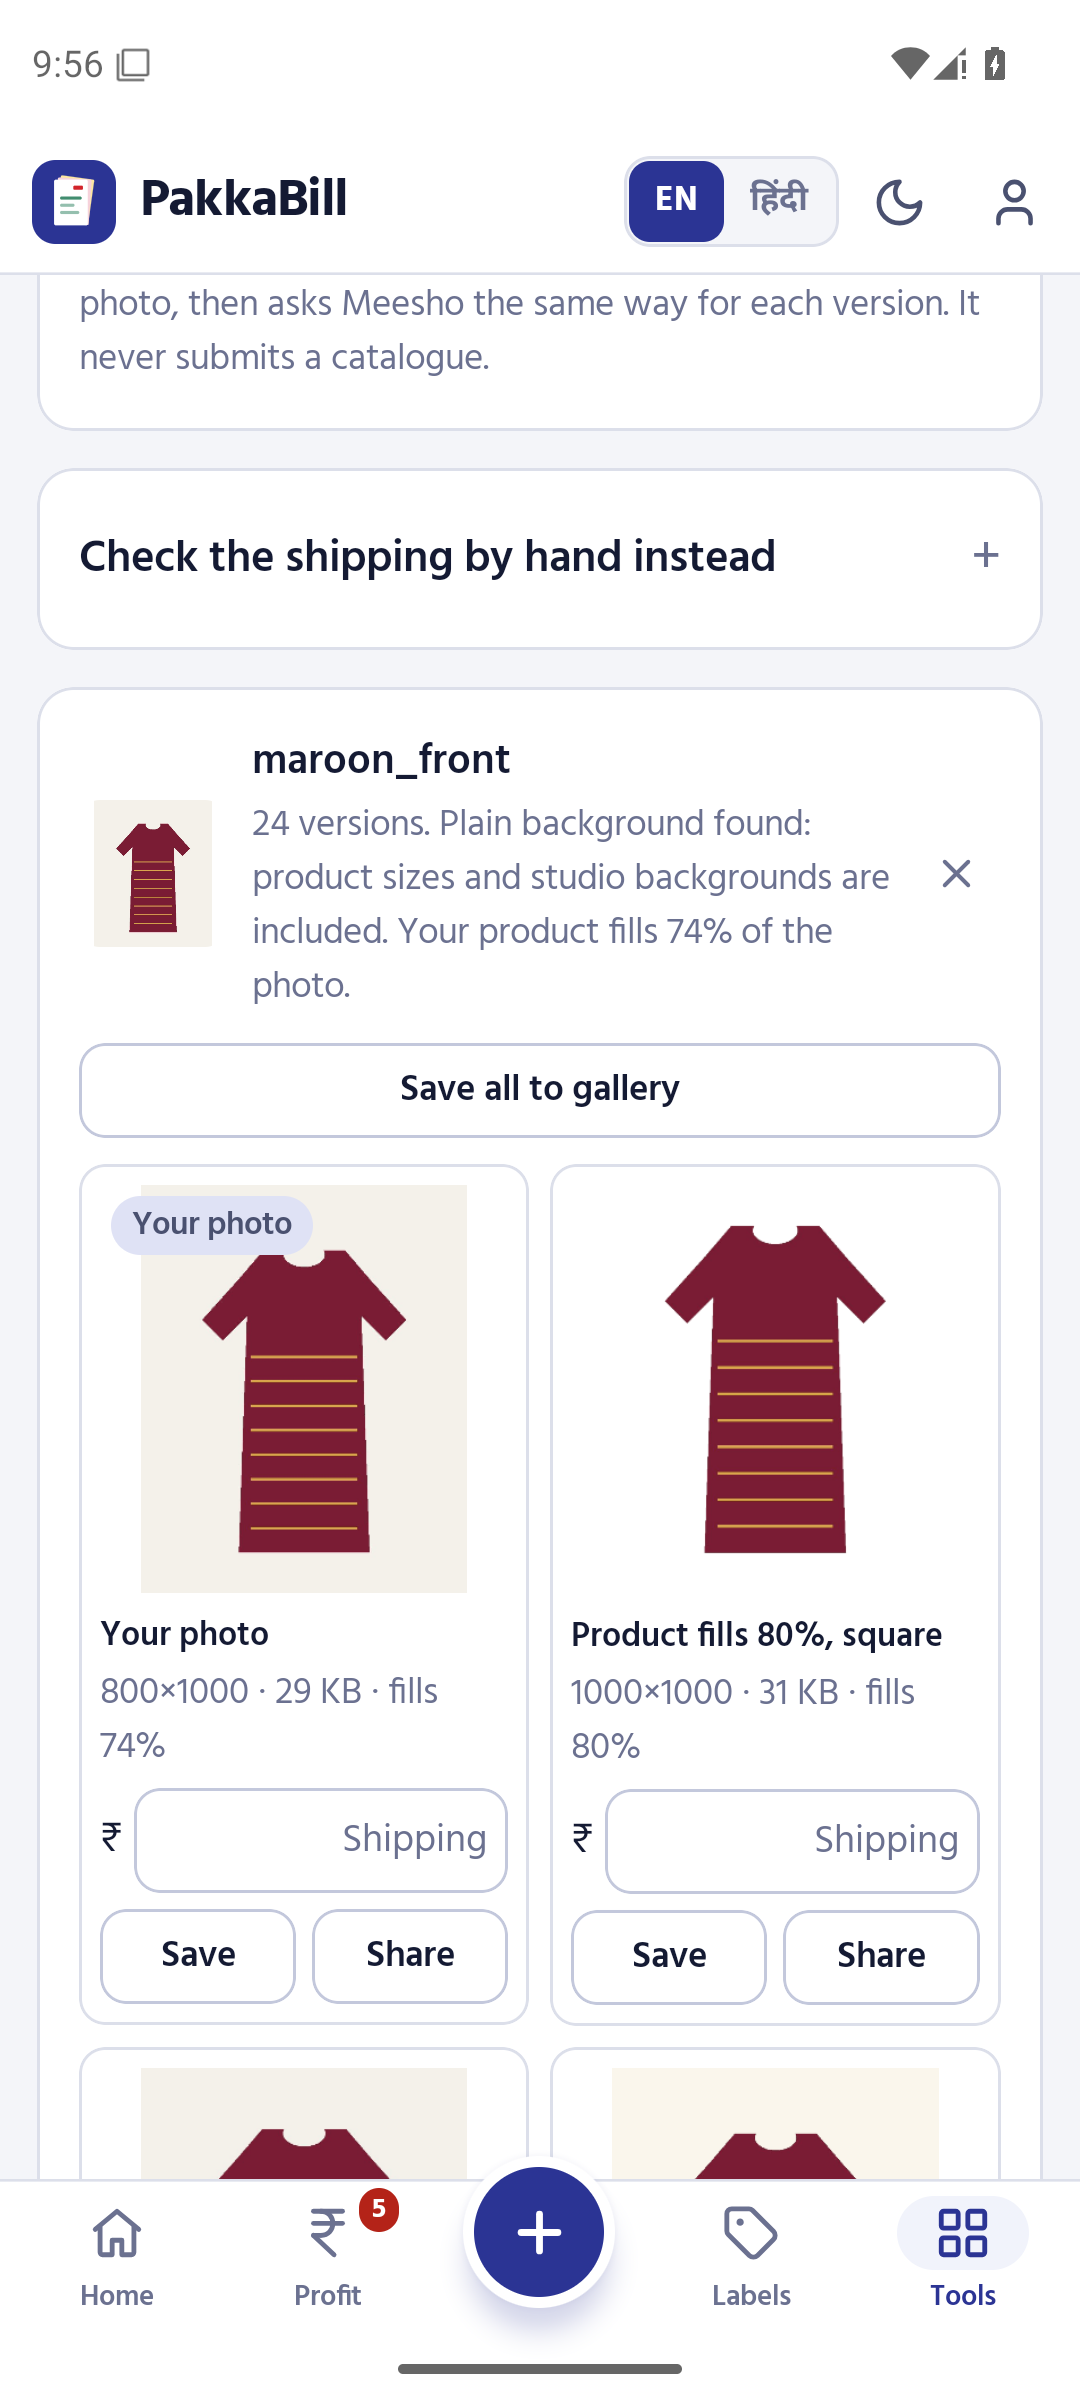 9:56
PakkaBill
EN हिंदी
photo, then asks Meesho the same way for each version. It
never submits a catalogue.
Check the shipping by hand instead +
maroon_front
24 versions. Plain background found:
product sizes and studio backgrounds are
included. Your product fills 74% of the
photo.
Save all to gallery
Your photo
Your photo
800×1000 · 29 KB · fills
74%
₹ Shipping
Save Share
Product fills 80%, square
1000×1000 · 31 KB · fills
80%
₹ Shipping
Save Share
Home
₹ 5
Profit
+
Labels
Tools